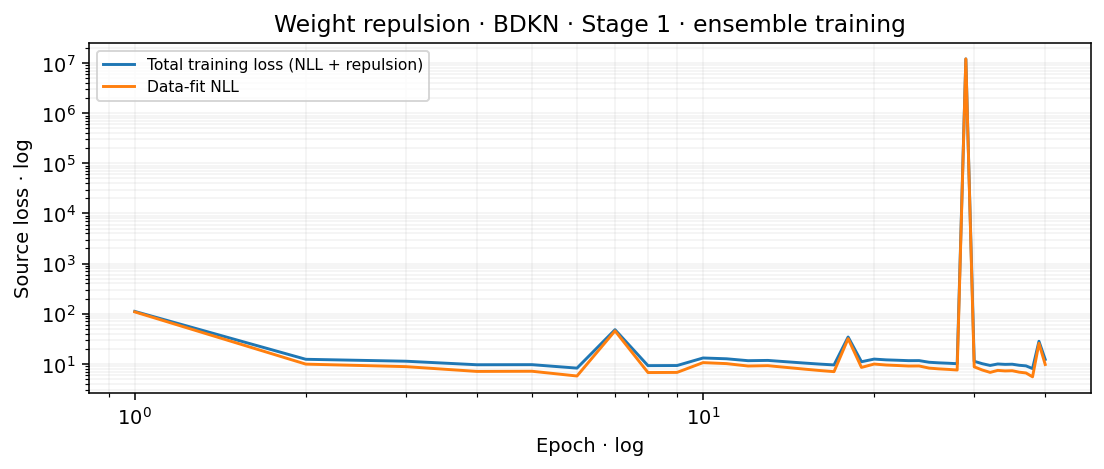 Weight repulsion · BDKN · Stage 1 · ensemble training
Total training loss (NLL + repulsion)
Data-fit NLL
Source loss · log
10⁷
10⁶
10⁵
10⁴
10³
10²
10¹
10⁰ 10¹
Epoch · log